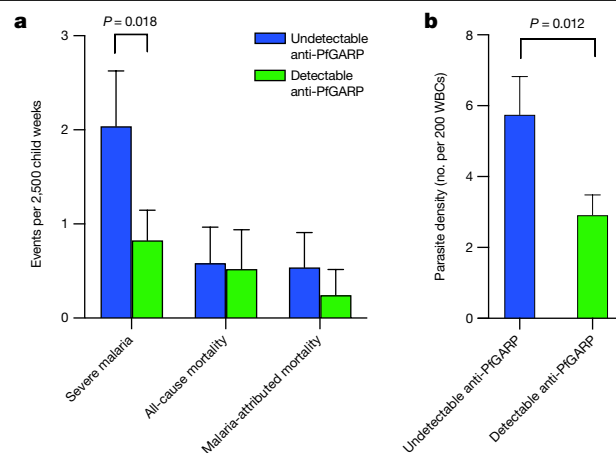 a
P = 0.018
Undetectable
anti-PfGARP
Detectable
anti-PfGARP
Events per 2,500 child weeks
3
2
1
0
Severe malaria
All-cause mortality
Malaria-attributed mortality
b
P = 0.012
Parasite density (no. per 200 WBCs)
8
6
4
2
0
Undetectable anti-PfGARP
Detectable anti-PfGARP